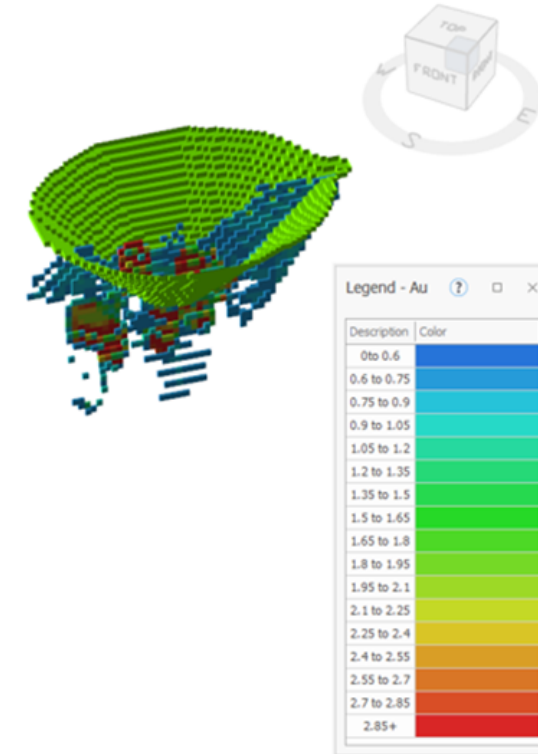 TOP
FRONT
S
E
Legend - Au ?
Description Color
0to 0.6
0.6 to 0.75
0.75 to 0.9
0.9 to 1.05
1.05 to 1.2
1.2 to 1.35
1.35 to 1.5
1.5 to 1.65
1.65 to 1.8
1.8 to 1.95
1.95 to 2.1
2.1 to 2.25
2.25 to 2.4
2.4 to 2.55
2.55 to 2.7
2.7 to 2.85
2.85+